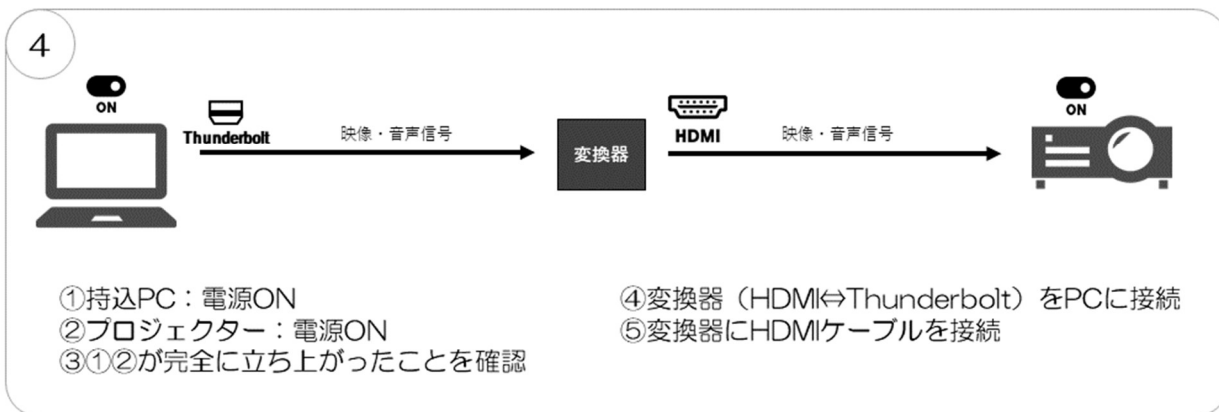 4
ON
Thunderbolt
映像・音声信号
変換器
HDMI
映像・音声信号
ON
①持込PC：電源ON
②プロジェクター：電源ON
③①②が完全に立ち上がったことを確認
④変換器（HDMI⇔Thunderbolt）をPCに接続
⑤変換器にHDMIケーブルを接続